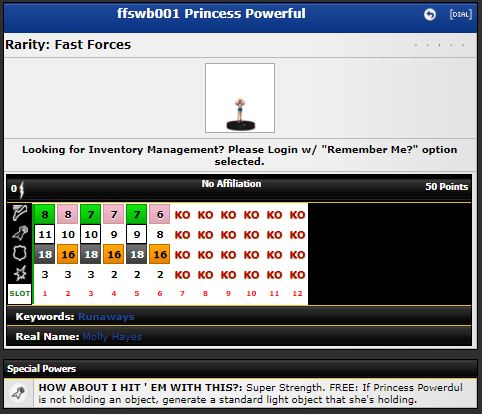 ffswb001 Princess Powerful
[DIAL]
Rarity: Fast Forces
Looking for Inventory Management? Please Login w/ "Remember Me?" option
selected.
0 No Affiliation 50 Points
8 8 7 7 7 6 KO KO KO KO KO KO
11 10 10 9 9 8 KO KO KO KO KO KO
18 16 18 16 18 16 KO KO KO KO KO KO
3 3 3 2 2 2 KO KO KO KO KO KO
SLOT 1 2 3 4 5 6 7 8 9 10 11 12
Keywords: Runaways
Real Name: Molly Hayes
Special Powers
HOW ABOUT I HIT ' EM WITH THIS?: Super Strength. FREE: If Princess Powerdul
is not holding an object, generate a standard light object that she's holding.